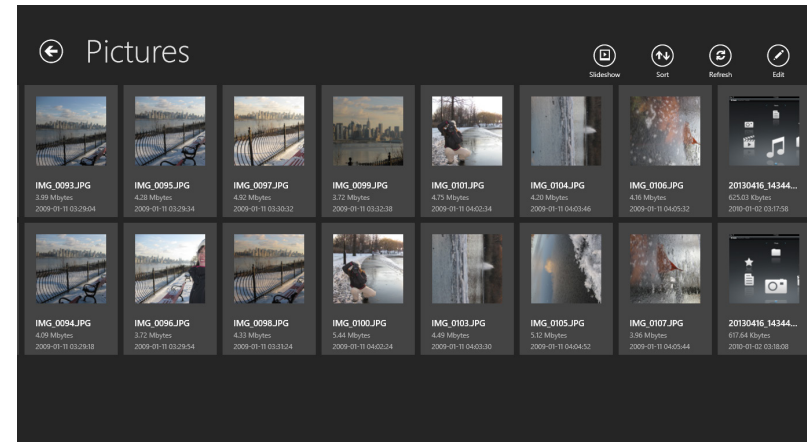 Pictures
Slideshow
Sort
Refresh
Edit
IMG_0093.JPG
3.99 Mbytes
2009-01-11 03:29:04
IMG_0095.JPG
4.28 Mbytes
2009-01-11 03:29:34
IMG_0097.JPG
4.92 Mbytes
2009-01-11 03:30:32
IMG_0099.JPG
3.72 Mbytes
2009-01-11 03:32:38
IMG_0101.JPG
4.75 Mbytes
2009-01-11 04:02:34
IMG_0104.JPG
4.20 Mbytes
2009-01-11 04:03:46
IMG_0106.JPG
4.16 Mbytes
2009-01-11 04:05:32
20130416_14344...
625.03 Kbytes
2010-01-02 03:17:58
IMG_0094.JPG
4.09 Mbytes
2009-01-11 03:29:18
IMG_0096.JPG
3.72 Mbytes
2009-01-11 03:29:54
IMG_0098.JPG
4.33 Mbytes
2009-01-11 03:31:24
IMG_0100.JPG
5.44 Mbytes
2009-01-11 04:02:24
IMG_0103.JPG
4.49 Mbytes
2009-01-11 04:03:30
IMG_0105.JPG
5.12 Mbytes
2009-01-11 04:04:52
IMG_0107.JPG
3.96 Mbytes
2009-01-11 04:05:44
20130416_14344...
617.64 Kbytes
2010-01-02 03:18:08